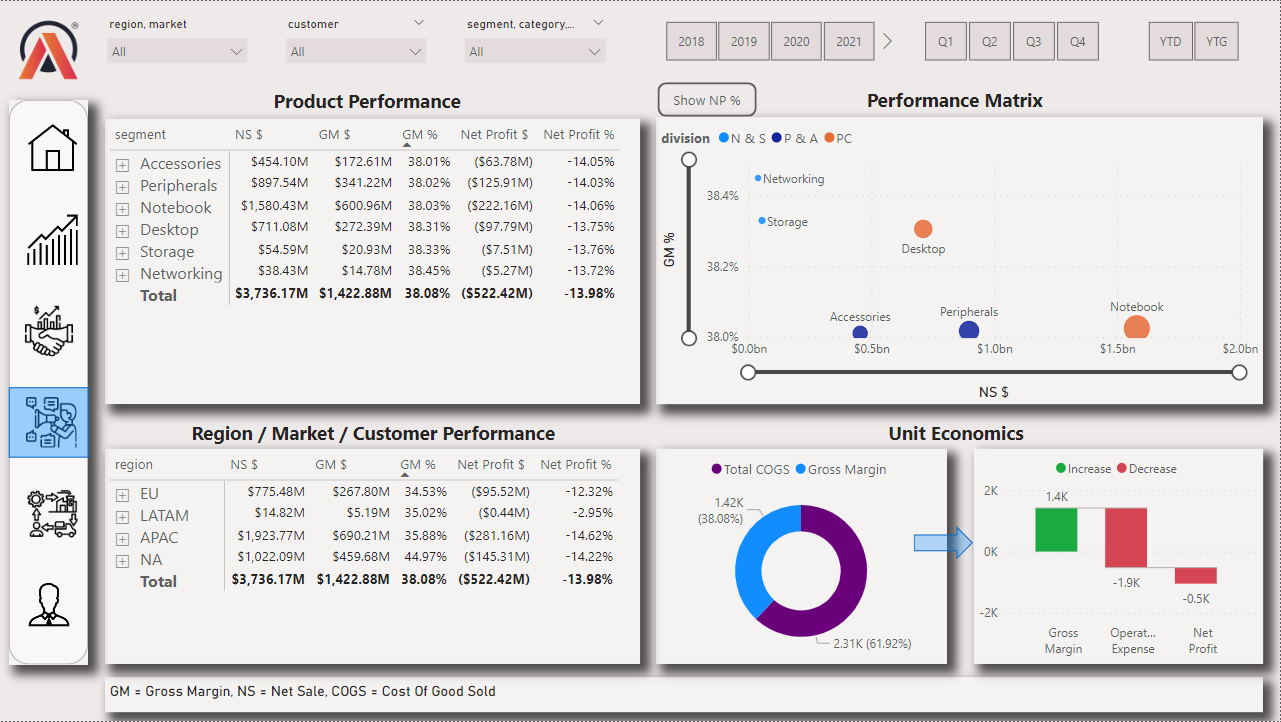 region, market
customer
segment, category,...
All
All
All
2018 2019 2020 2021
Q1 Q2 Q3 Q4
YTD YTG
®
Product Performance
segment NS $ GM $ GM % Net Profit $ Net Profit %
Accessories $454.10M $172.61M 38.01% ($63.78M) -14.05%
Peripherals $897.54M $341.22M 38.02% ($125.91M) -14.03%
Notebook $1,580.43M $600.96M 38.03% ($222.16M) -14.06%
Desktop $711.08M $272.39M 38.31% ($97.79M) -13.75%
Storage $54.59M $20.93M 38.33% ($7.51M) -13.76%
Networking $38.43M $14.78M 38.45% ($5.27M) -13.72%
Total $3,736.17M $1,422.88M 38.08% ($522.42M) -13.98%
Show NP %
Performance Matrix
division N & S P & A PC
GM %
38.4%
38.2%
38.0%
Networking
Storage
Desktop
Accessories
Peripherals
Notebook
$0.0bn $0.5bn $1.0bn $1.5bn $2.0bn
NS $
Region / Market / Customer Performance
region NS $ GM $ GM % Net Profit $ Net Profit %
EU $775.48M $267.80M 34.53% ($95.52M) -12.32%
LATAM $14.82M $5.19M 35.02% ($0.44M) -2.95%
APAC $1,923.77M $690.21M 35.88% ($281.16M) -14.62%
NA $1,022.09M $459.68M 44.97% ($145.31M) -14.22%
Total $3,736.17M $1,422.88M 38.08% ($522.42M) -13.98%
Unit Economics
Total COGS Gross Margin
1.42K
(38.08%)
2.31K (61.92%)
Increase Decrease
2K
0K
-2K
1.4K
-1.9K
-0.5K
Gross
Margin
Operat...
Expense
Net
Profit
GM = Gross Margin, NS = Net Sale, COGS = Cost Of Good Sold